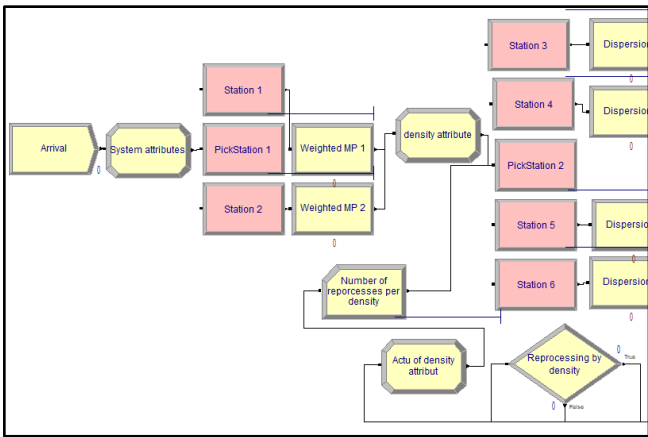 Station 3
Dispersion
Station 1
Station 4
Dispersion
Arrival
System attributes
PickStation 1
Weighted MP 1
density attribute
PickStation 2
Station 2
Weighted MP 2
Station 5
Dispersion
Number of
reporcesses per
density
Station 6
Dispersion
Actu of density
attribut
Reprocessing by
density
True
False
0
0
0
0
0
0
0
0
0